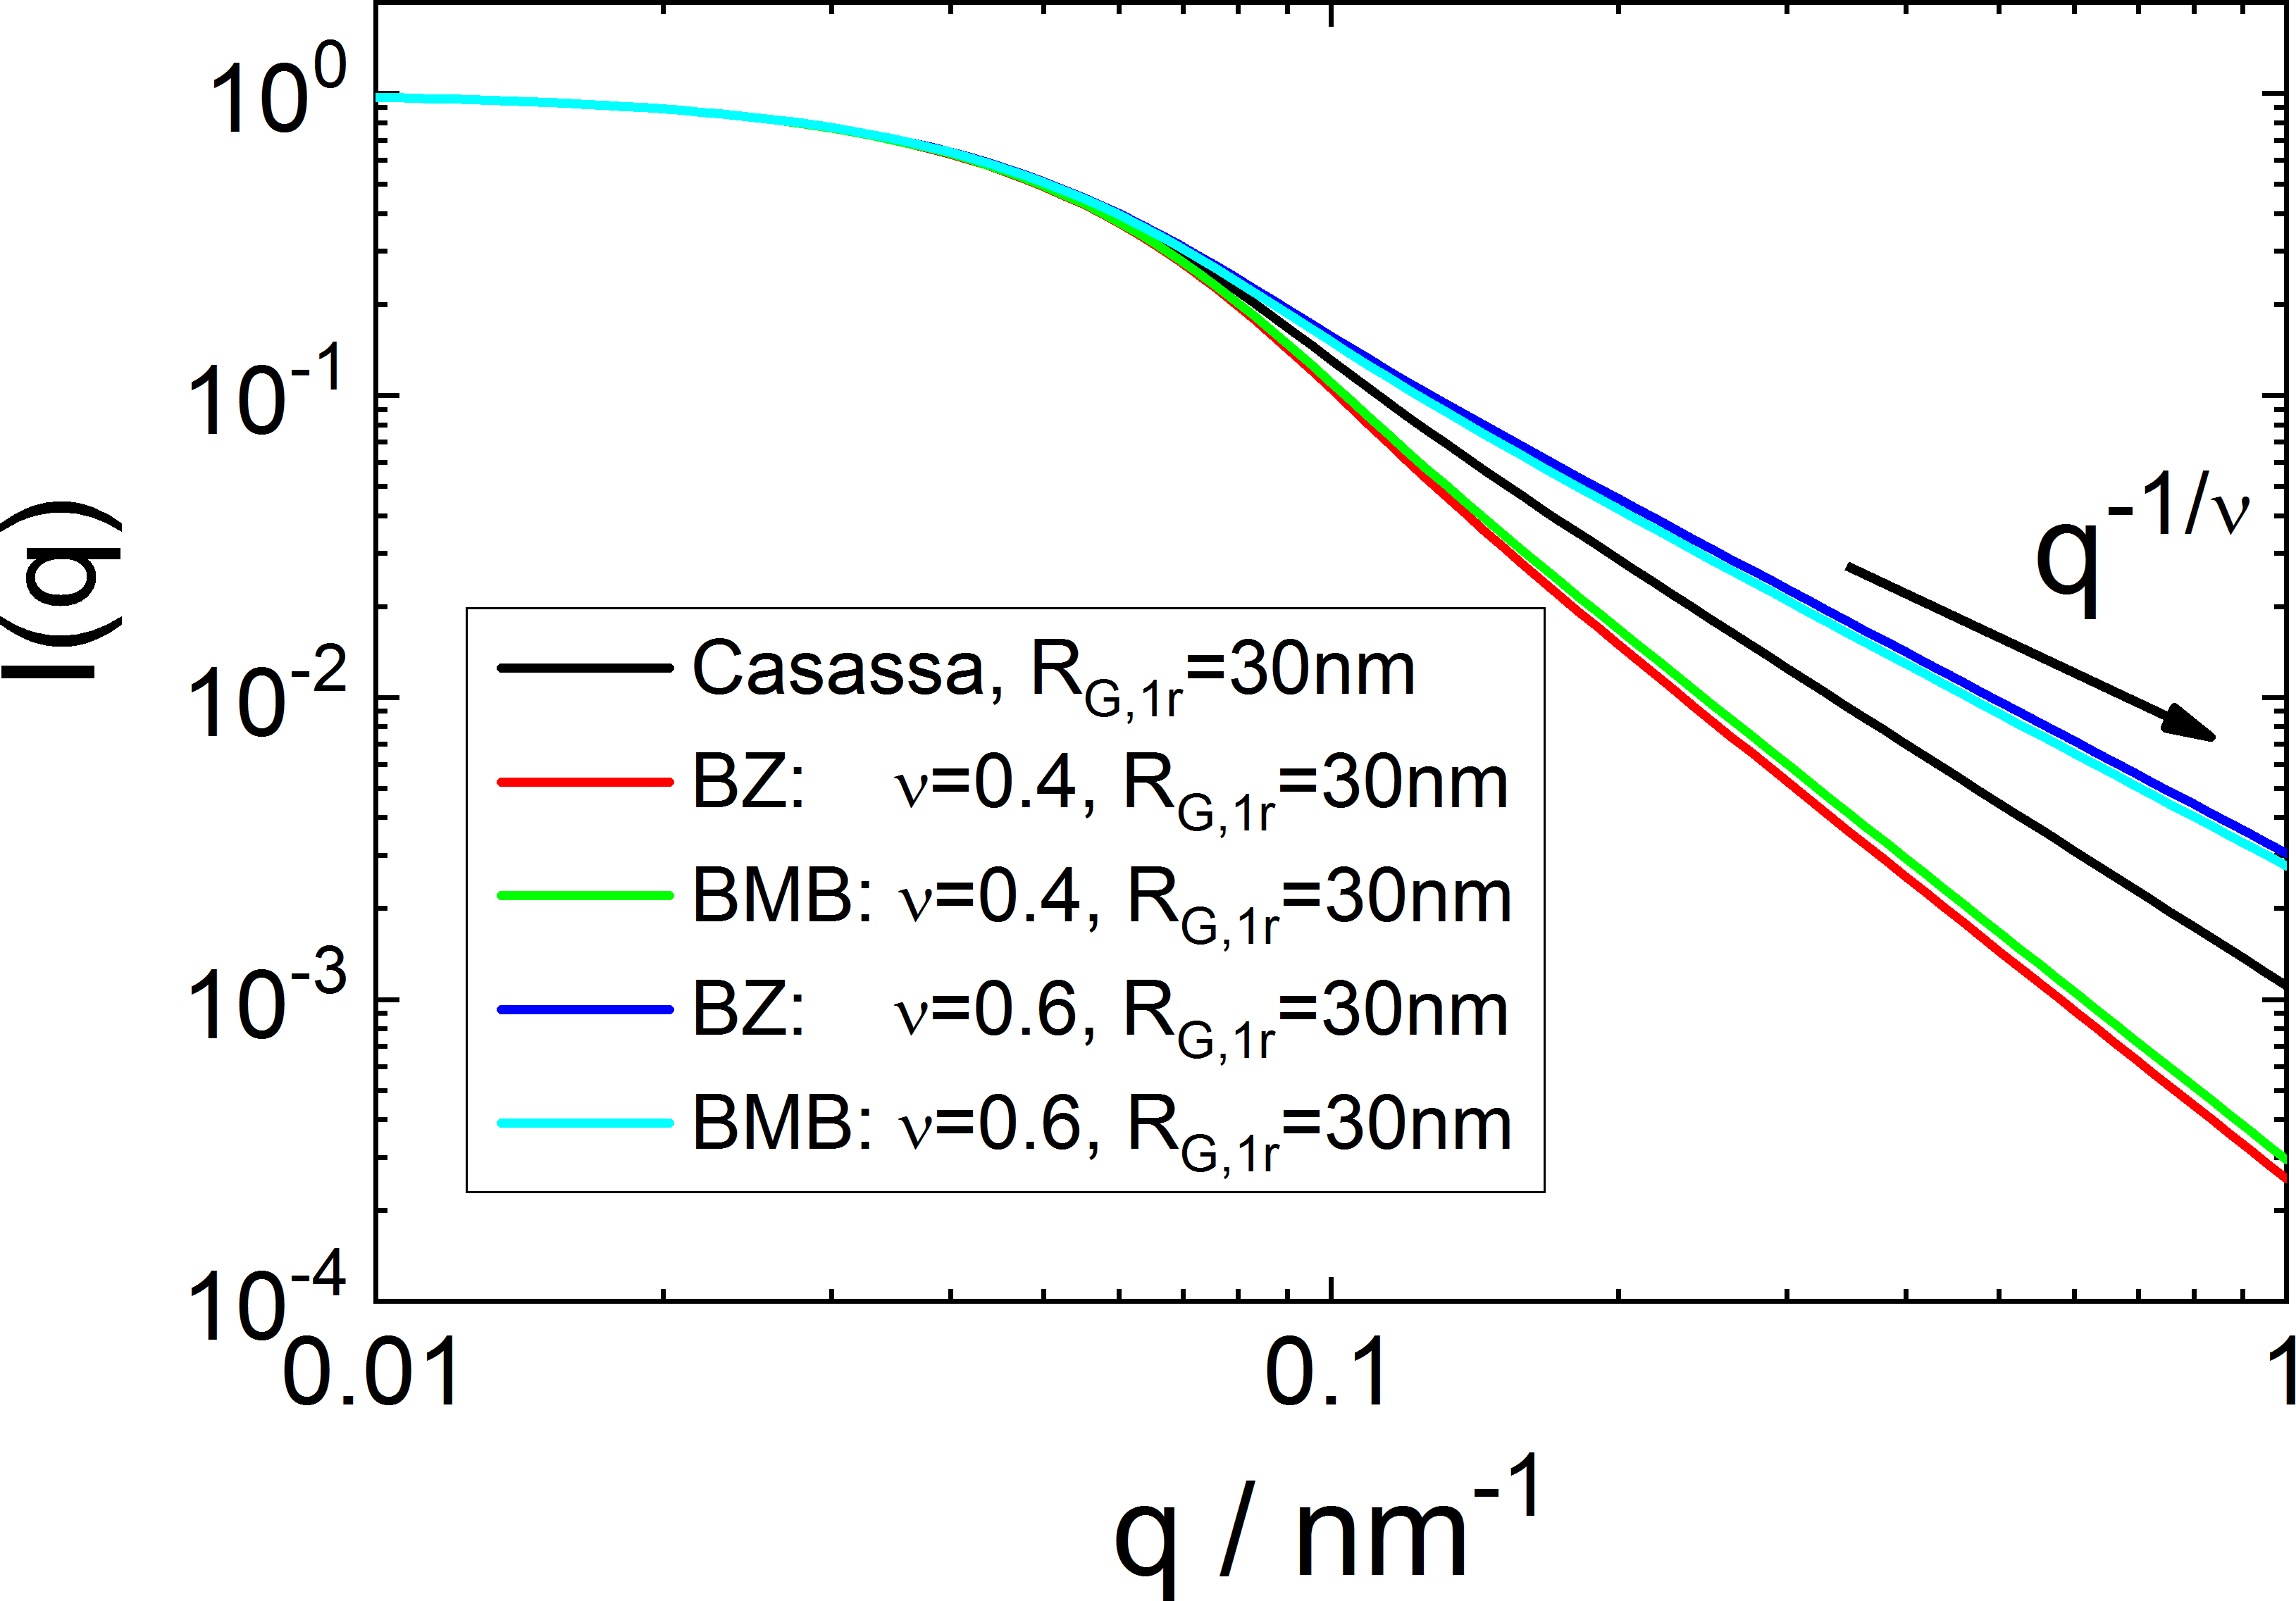 10^0
10^-1
10^-2
10^-3
10^-4
I(q)
q^-1/ν
Casassa, R_G,1r=30nm
BZ: ν=0.4, R_G,1r=30nm
BMB: ν=0.4, R_G,1r=30nm
BZ: ν=0.6, R_G,1r=30nm
BMB: ν=0.6, R_G,1r=30nm
0.01 0.1 1
q / nm^-1